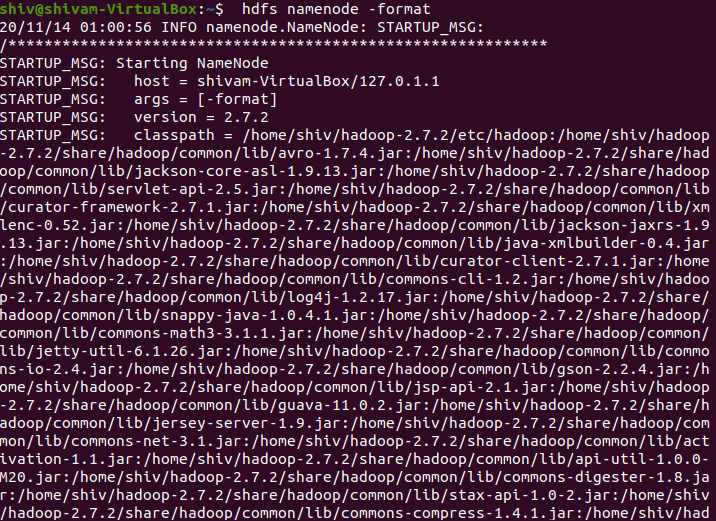 shiv@shivam-VirtualBox:~$  hdfs namenode -format
20/11/14 01:00:56 INFO namenode.NameNode: STARTUP_MSG:
/************************************************************
STARTUP_MSG: Starting NameNode
STARTUP_MSG:   host = shivam-VirtualBox/127.0.1.1
STARTUP_MSG:   args = [-format]
STARTUP_MSG:   version = 2.7.2
STARTUP_MSG:   classpath = /home/shiv/hadoop-2.7.2/etc/hadoop:/home/shiv/hadoop
-2.7.2/share/hadoop/common/lib/avro-1.7.4.jar:/home/shiv/hadoop-2.7.2/share/had
oop/common/lib/jackson-core-asl-1.9.13.jar:/home/shiv/hadoop-2.7.2/share/hadoop
/common/lib/servlet-api-2.5.jar:/home/shiv/hadoop-2.7.2/share/hadoop/common/lib
/curator-framework-2.7.1.jar:/home/shiv/hadoop-2.7.2/share/hadoop/common/lib/xm
lenc-0.52.jar:/home/shiv/hadoop-2.7.2/share/hadoop/common/lib/jackson-jaxrs-1.9
.13.jar:/home/shiv/hadoop-2.7.2/share/hadoop/common/lib/java-xmlbuilder-0.4.jar
:/home/shiv/hadoop-2.7.2/share/hadoop/common/lib/curator-client-2.7.1.jar:/home
/shiv/hadoop-2.7.2/share/hadoop/common/lib/commons-cli-1.2.jar:/home/shiv/hadoo
p-2.7.2/share/hadoop/common/lib/log4j-1.2.17.jar:/home/shiv/hadoop-2.7.2/share/
hadoop/common/lib/snappy-java-1.0.4.1.jar:/home/shiv/hadoop-2.7.2/share/hadoop/
common/lib/commons-math3-3.1.1.jar:/home/shiv/hadoop-2.7.2/share/hadoop/common/
lib/jetty-util-6.1.26.jar:/home/shiv/hadoop-2.7.2/share/hadoop/common/lib/commo
ns-io-2.4.jar:/home/shiv/hadoop-2.7.2/share/hadoop/common/lib/gson-2.2.4.jar:/h
ome/shiv/hadoop-2.7.2/share/hadoop/common/lib/jsp-api-2.1.jar:/home/shiv/hadoop
-2.7.2/share/hadoop/common/lib/guava-11.0.2.jar:/home/shiv/hadoop-2.7.2/share/h
adoop/common/lib/jersey-server-1.9.jar:/home/shiv/hadoop-2.7.2/share/hadoop/com
mon/lib/commons-net-3.1.jar:/home/shiv/hadoop-2.7.2/share/hadoop/common/lib/act
ivation-1.1.jar:/home/shiv/hadoop-2.7.2/share/hadoop/common/lib/api-util-1.0.0-
M20.jar:/home/shiv/hadoop-2.7.2/share/hadoop/common/lib/commons-digester-1.8.ja
r:/home/shiv/hadoop-2.7.2/share/hadoop/common/lib/stax-api-1.0-2.jar:/home/shiv
/hadoop-2.7.2/share/hadoop/common/lib/commons-compress-1.4.1.jar:/home/shiv/had